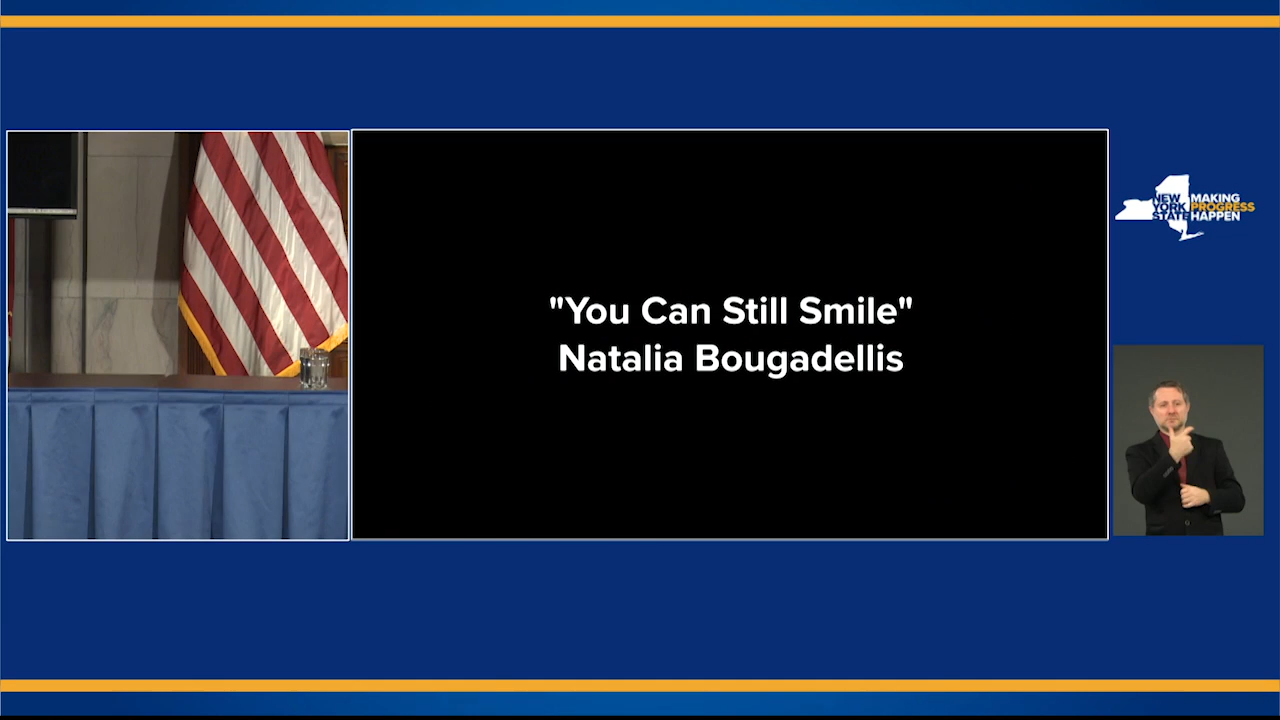 "You Can Still Smile"
Natalia Bougadellis
NEW
YORK
STATE
MAKING
PROGRESS
HAPPEN